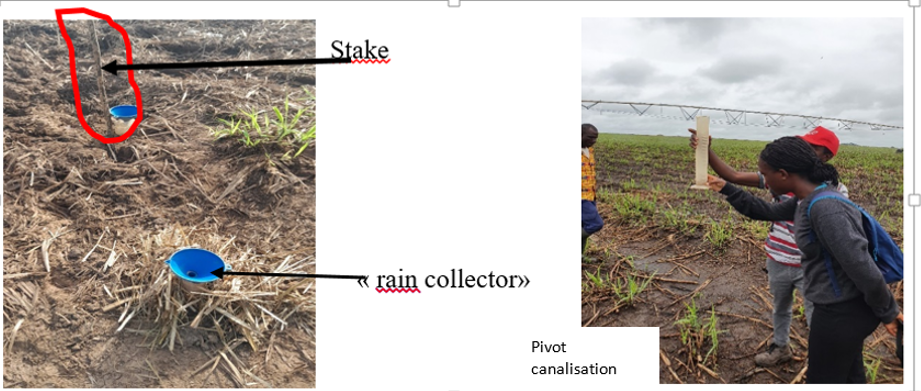 Stake
« rain collector»
Pivot
canalisation